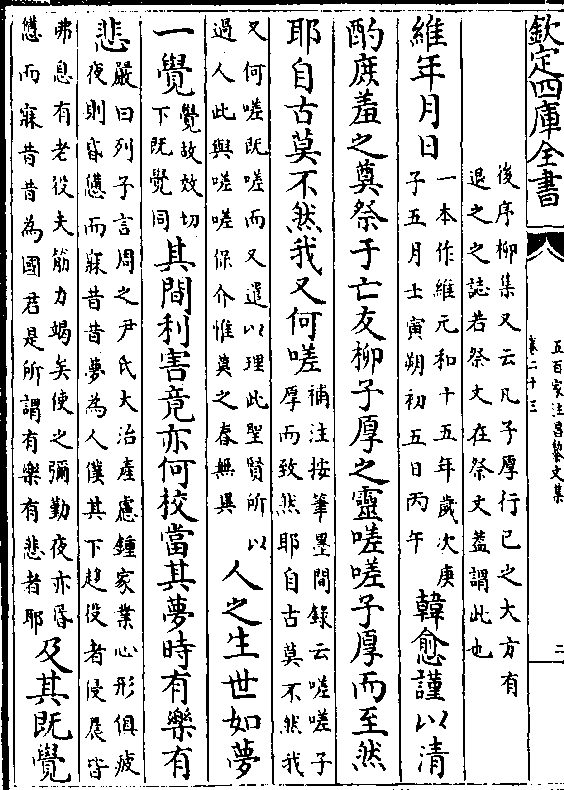 欽定四庫全書
五百家注昌黎文集
卷二十三
二
後序柳集又云凡子厚行已之大方有
退之之誌若祭文在祭文葢謂此也
維年月日
一本作維元和十五年歲次庚
子五月壬寅朔初五日丙午
韓愈謹以清
酌庶羞之奠祭于亡友柳子厚之靈嗟嗟子厚而至然
耶自古莫不然我又何嗟
補注按筆墨間錄云嗟嗟子
厚而致然耶自古莫不然我
又何嗟既嗟而又遣以理此聖賢所以
過人此與嗟嗟保介惟莫之春無異
人之生世如夢
一覺
覺故效切
下既覺同
其間利害竟亦何校當其夢時有樂有
悲
嚴曰列子言周之尹氏大治產慮鍾家業心形俱疲
夜則昏憊而寐昔昔夢為人僕其下趍役者侵晨昏
弗息有老役夫筋力竭矣使之彌勤夜亦昏
憊而寐昔昔為國君是所謂有樂有悲者耶
及其既覺